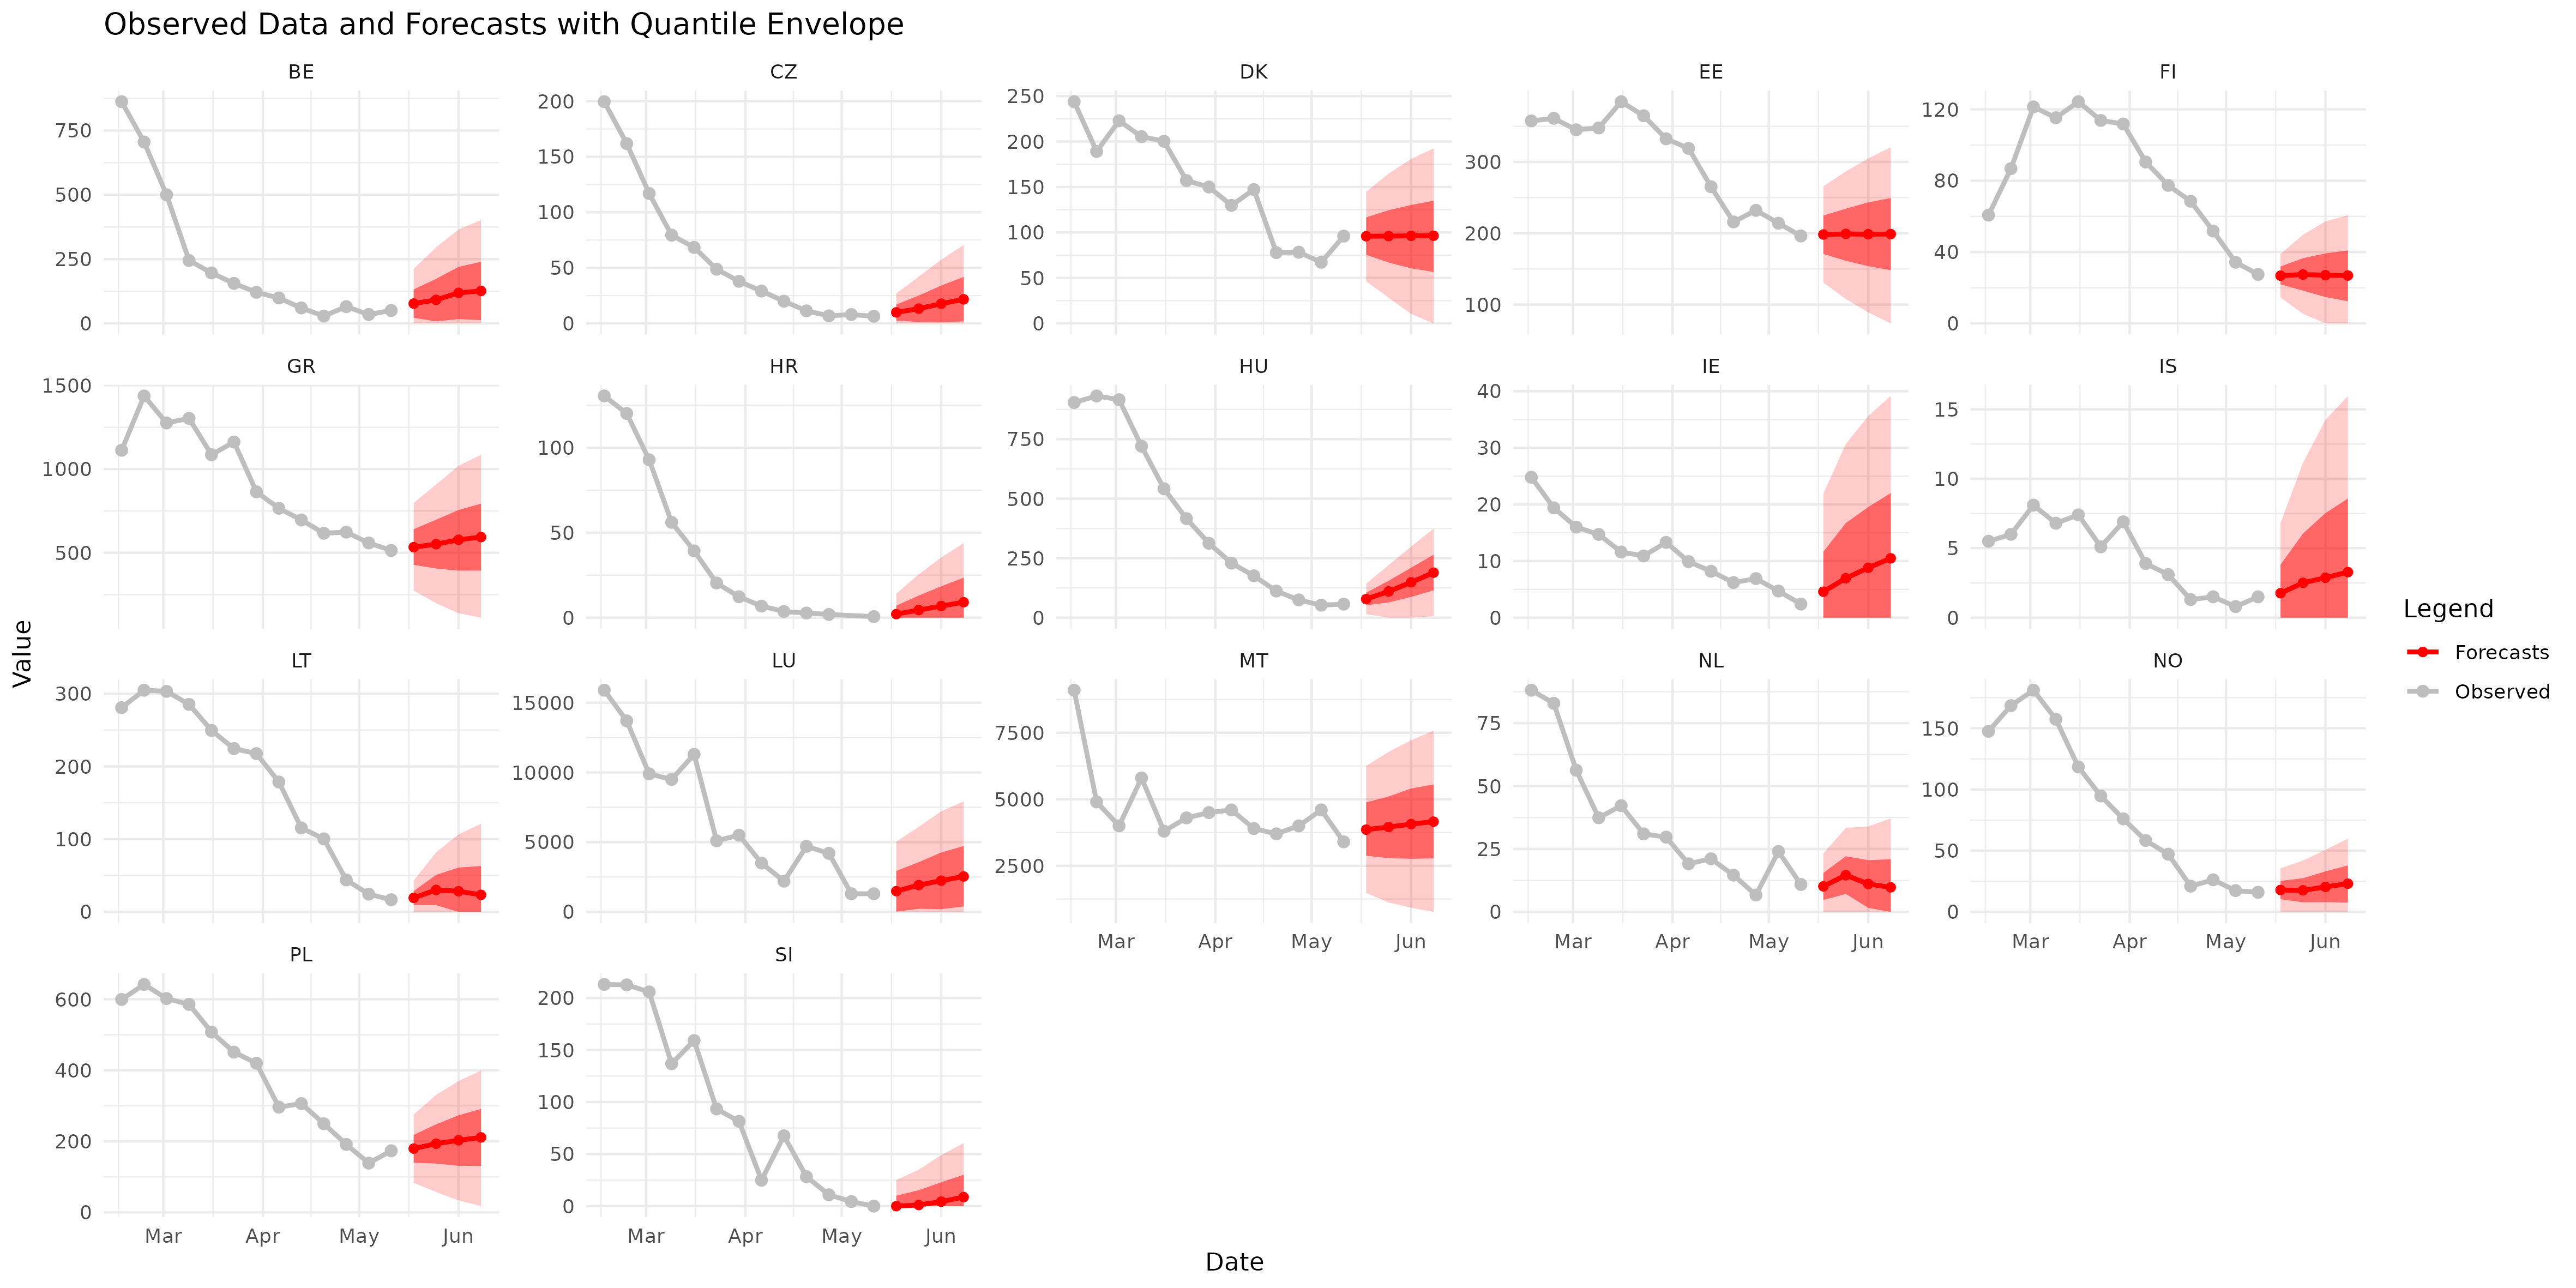 Observed Data and Forecasts with Quantile Envelope
BE CZ DK EE FI
750 500 250 0
200 150 100 50 0
250 200 150 100 50 0
300 200 100
120 80 40 0
GR HR HU IE IS
1500 1000 500
100 50 0
750 500 250 0
40 30 20 10 0
15 10 5 0
LT LU MT NL NO
300 200 100 0
15000 10000 5000 0
7500 5000 2500
75 50 25 0
150 100 50 0
Mar Apr May Jun
Mar Apr May Jun
Mar Apr May Jun
PL SI
600 400 200 0
200 150 100 50 0
Mar Apr May Jun
Mar Apr May Jun
Value
Date
Legend
Forecasts
Observed